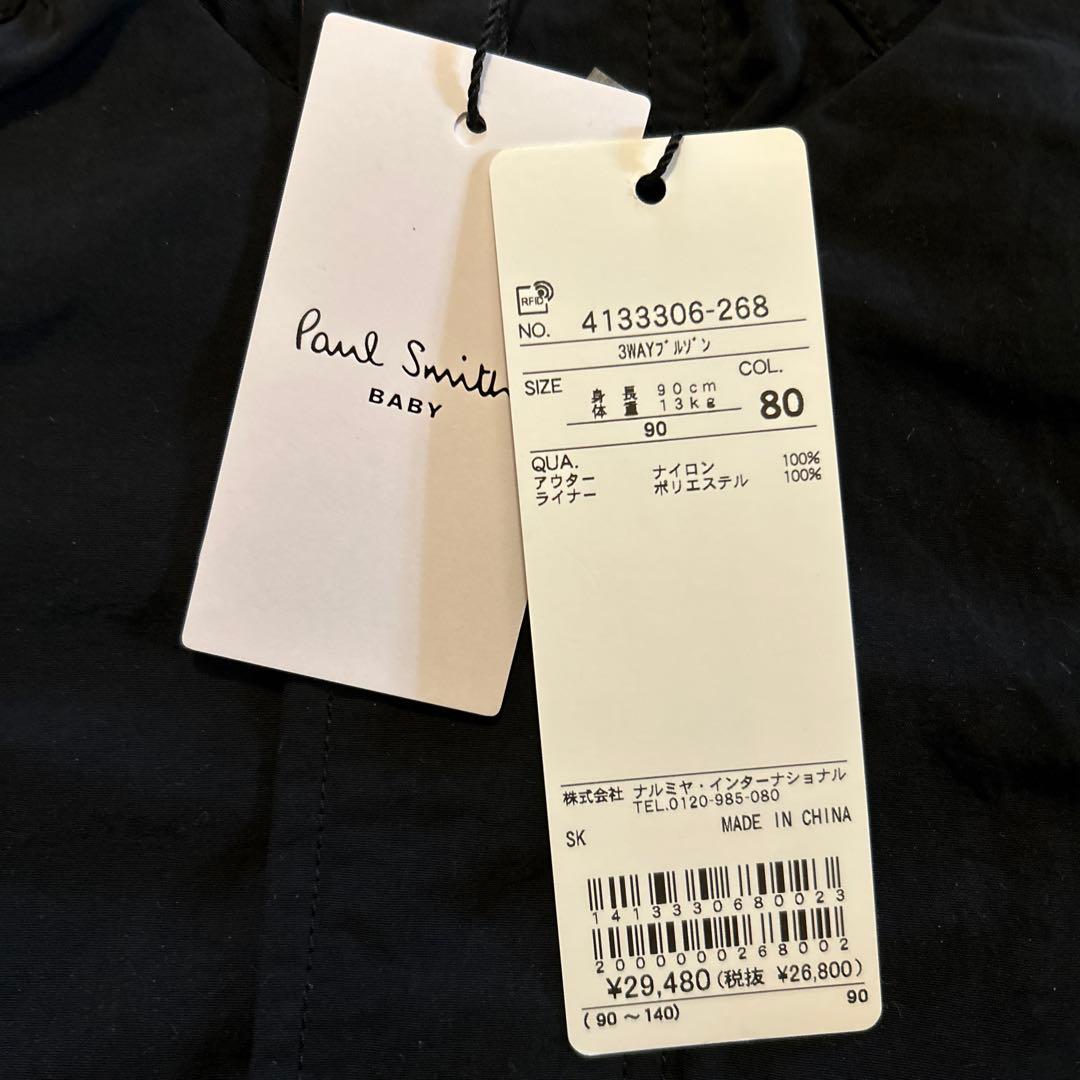 Paul Smith
BABY
RFID
NO. 4133306-268
3WAYブルゾン
SIZE 身長 90cm COL.
体重 13kg 80
90
QUA.
アウター ナイロン 100%
ライナー ポリエステル 100%
株式会社 ナルミヤ・インターナショナル
TEL.0120-985-080
SK MADE IN CHINA
1413330680023
2000000268002
¥29,480(税抜 ¥26,800)
(90～140) 90